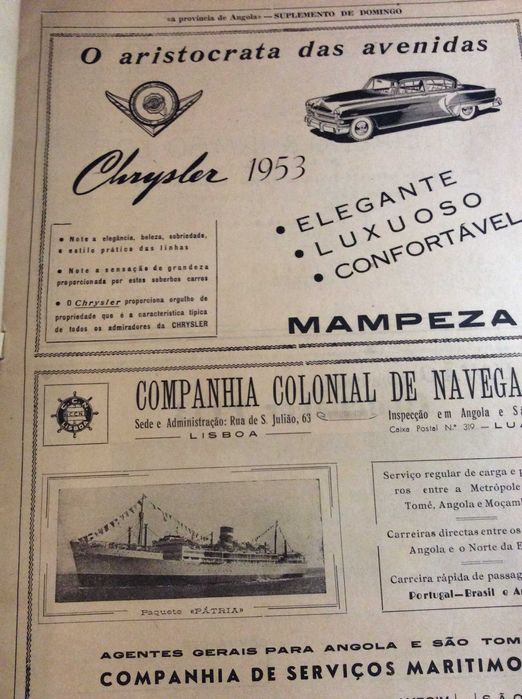 «a província de Angola» — SUPLEMENTO DE DOMINGO
O aristocrata das avenidas
Chrysler 1953
• ELEGANTE
• LUXUOSO
• CONFORTÁVEL
• Note a elegância, beleza, sobriedade,
e estilo prático das linhas
• Note a sensação de grandeza
proporcionada por estes soberbos carros
• O Chrysler proporciona orgulho de
propriedade que é a característica típica
de todos os admiradores da CHRYSLER
MAMPEZA
COMPANHIA COLONIAL DE NAVEGA
Sede e Administração: Rua de S. Julião, 63
— LISBOA —
Inspecção em Angola e S
Caixa Postal N.º 319 — LUA
Serviço regular de carga e p
ros entre a Metrópole
Tomé, Angola e Moçamb
Carreiras directas entre os
Angola e o Norte da E
Carreira rápida de passag
Portugal—Brasil e A
Paquete «PÁTRIA»
AGENTES GERAIS PARA ANGOLA E SÃO TOM
COMPANHIA DE SERVIÇOS MARITIMO